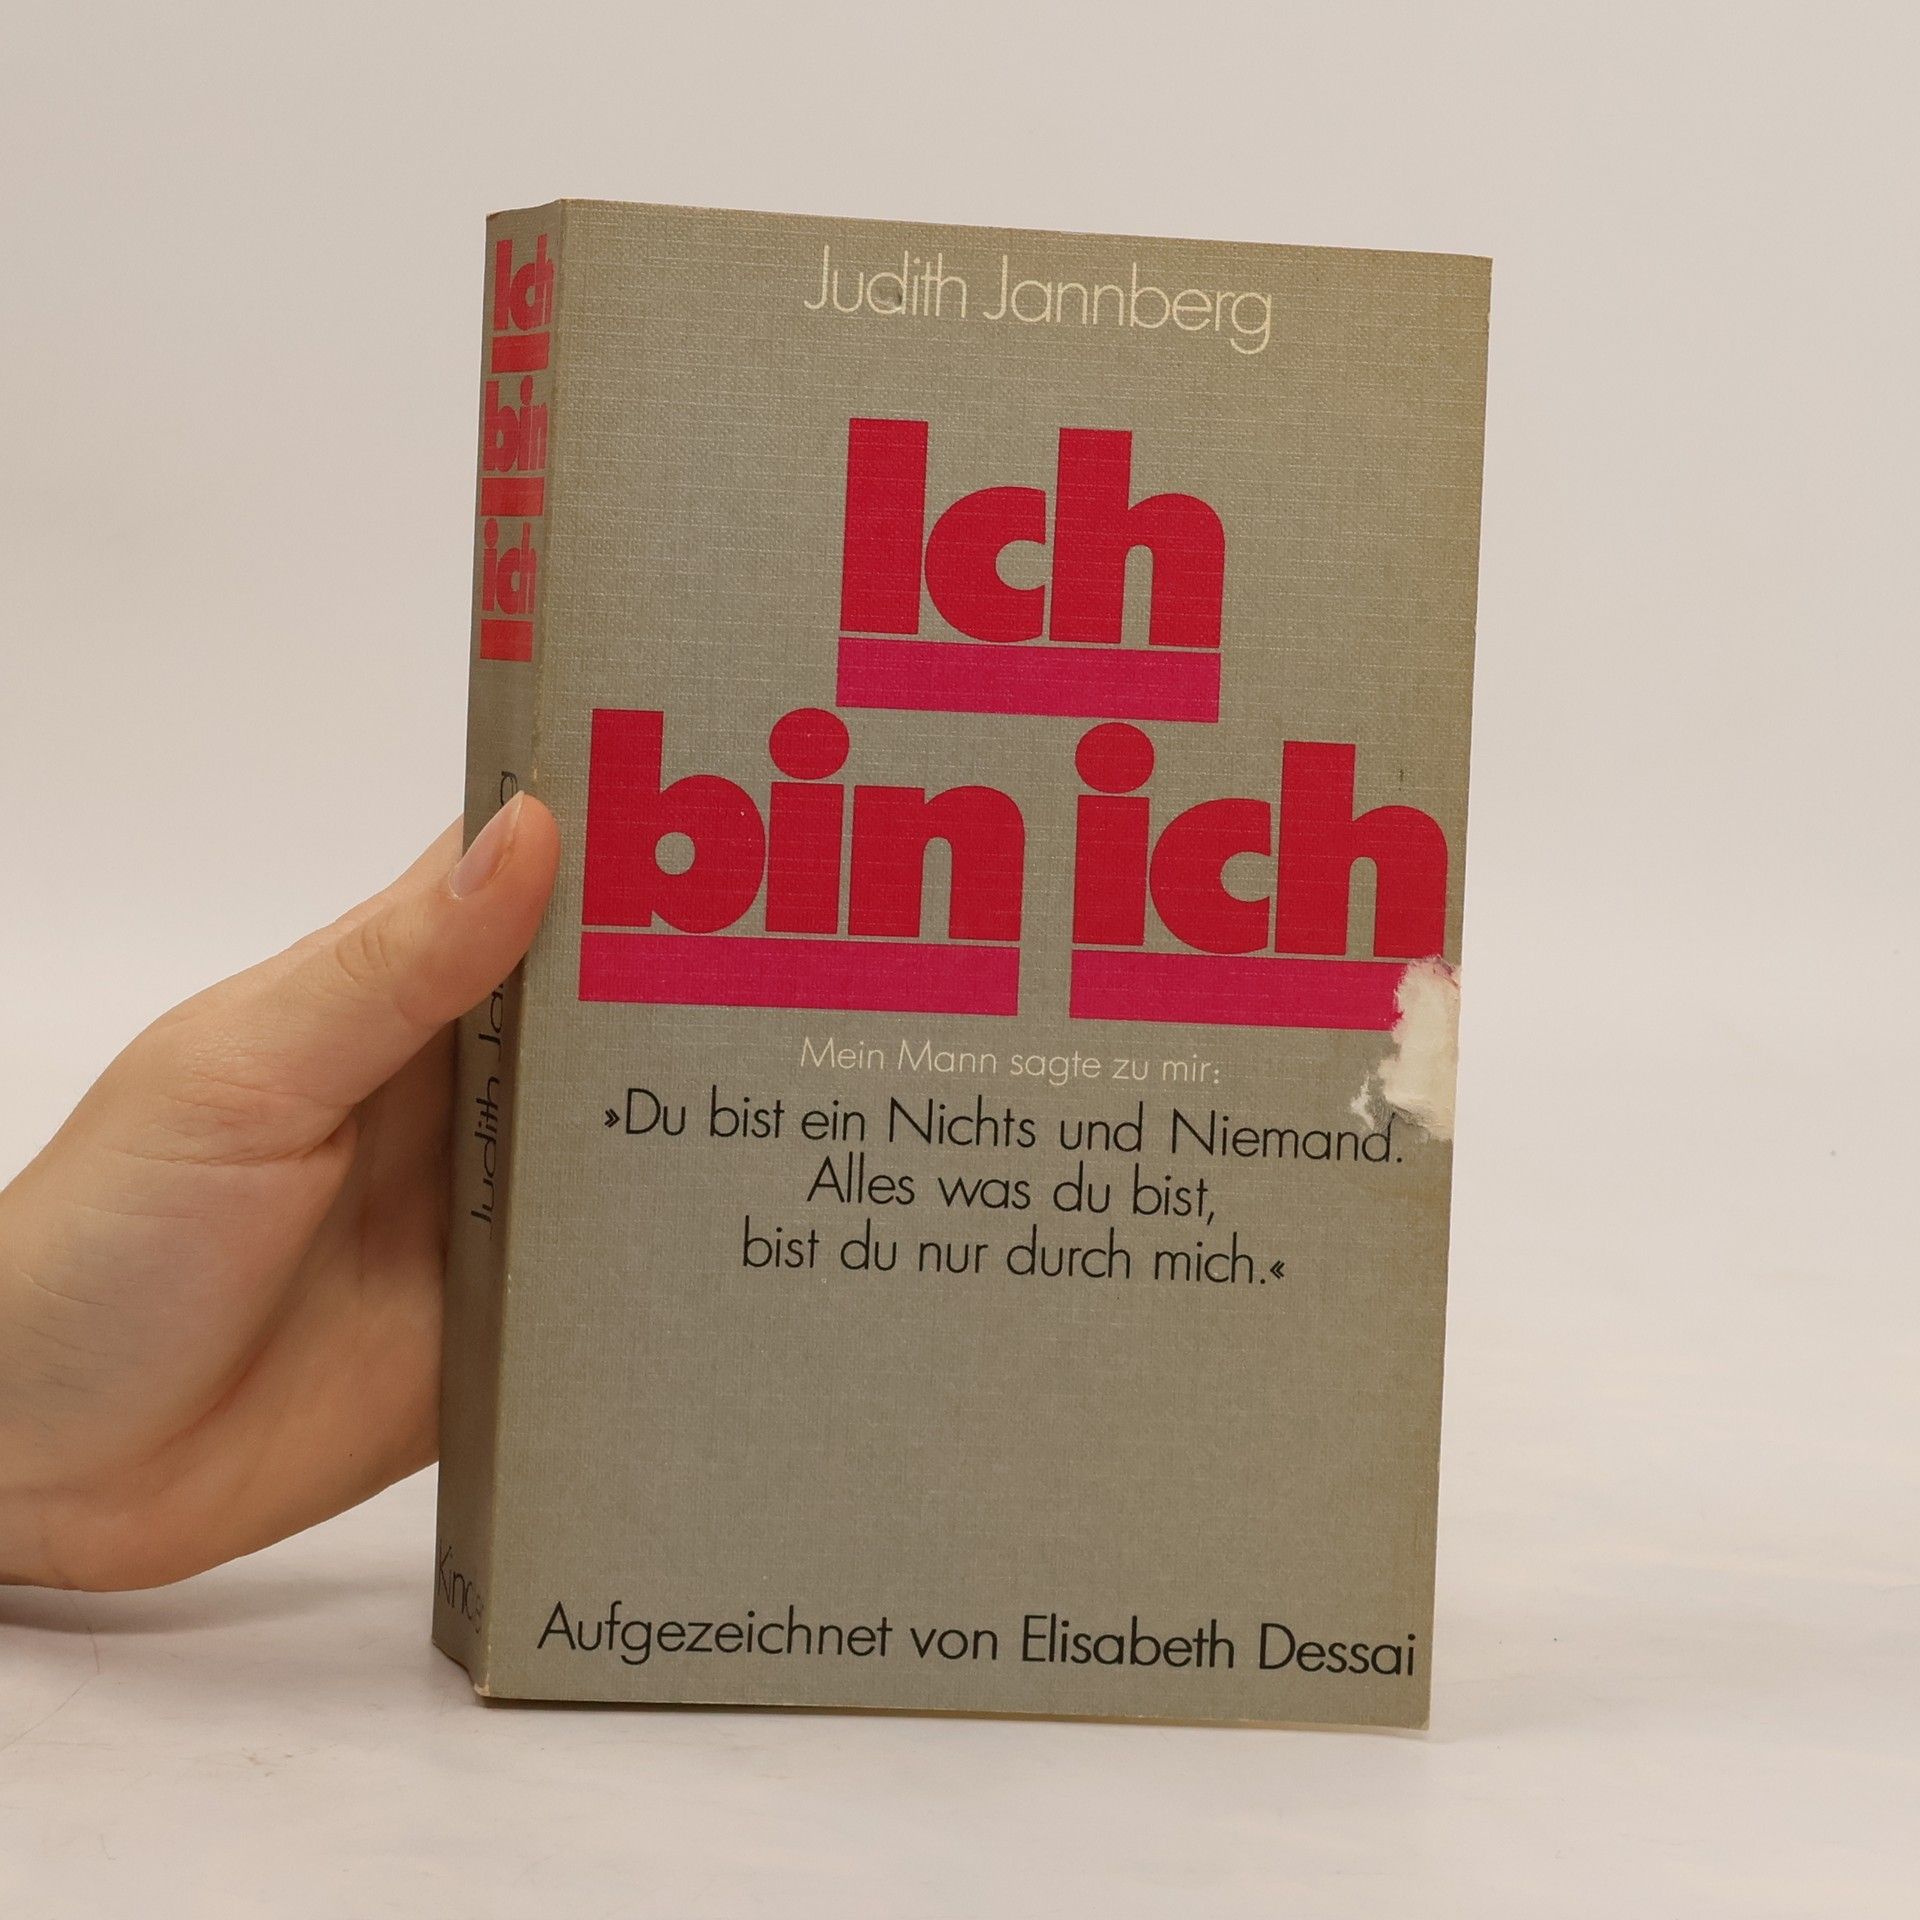 Ich
bin
ich
Judith
Judith Jannberg
Ich
bin ich
Mein Mann sagte zu mir:
»Du bist ein Nichts und Niemand.
Alles was du bist,
bist du nur durch mich.«
Aufgezeichnet von Elisabeth Dessai